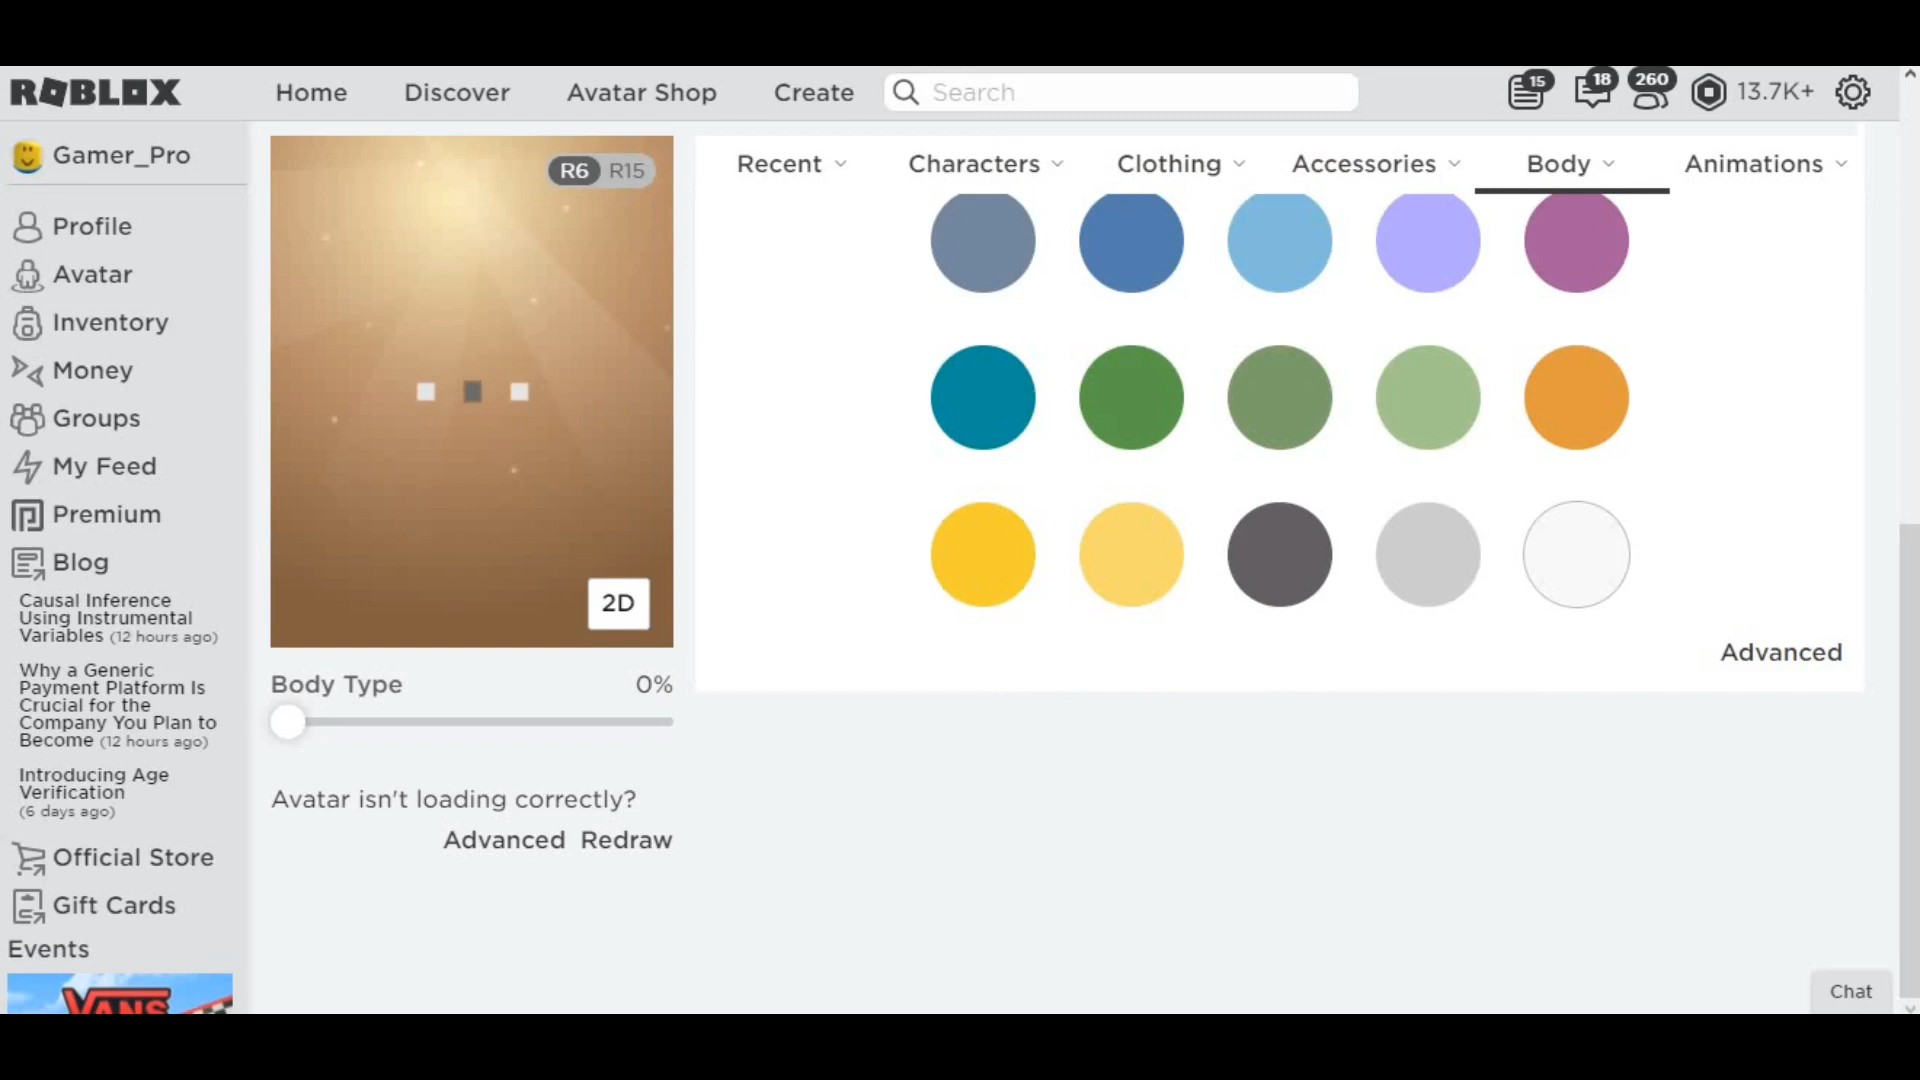 ROBLOX
Home
Discover
Avatar Shop
Create
Search
15
18
260
13.7K+
Gamer_Pro
Profile
Avatar
Inventory
Money
Groups
My Feed
Premium
Blog
Causal Inference
Using Instrumental
Variables (12 hours ago)
Why a Generic
Payment Platform Is
Crucial for the
Company You Plan to
Become (12 hours ago)
Introducing Age
Verification
(6 days ago)
Official Store
Gift Cards
Events
VANS
R6
R15
2D
Body Type
0%
Avatar isn't loading correctly?
Advanced
Redraw
Recent
Characters
Clothing
Accessories
Body
Animations
Advanced
Chat